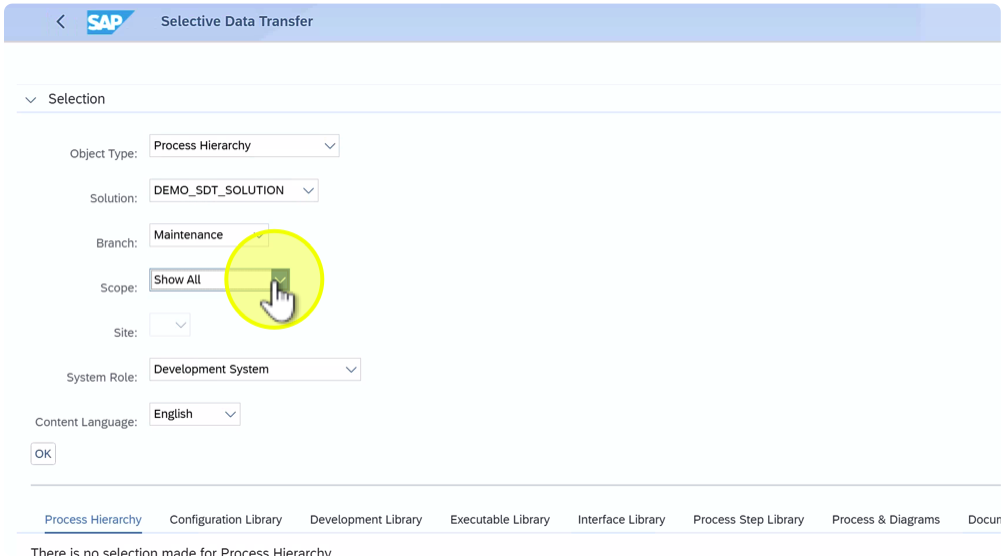 SAP Selective Data Transfer
Selection
Object Type: Process Hierarchy
Solution: DEMO_SDT_SOLUTION
Branch: Maintenance
Scope: Show All
Site:
System Role: Development System
Content Language: English
OK
Process Hierarchy Configuration Library Development Library Executable Library Interface Library Process Step Library Process & Diagrams Docum
There is no selection made for Process Hierarchy